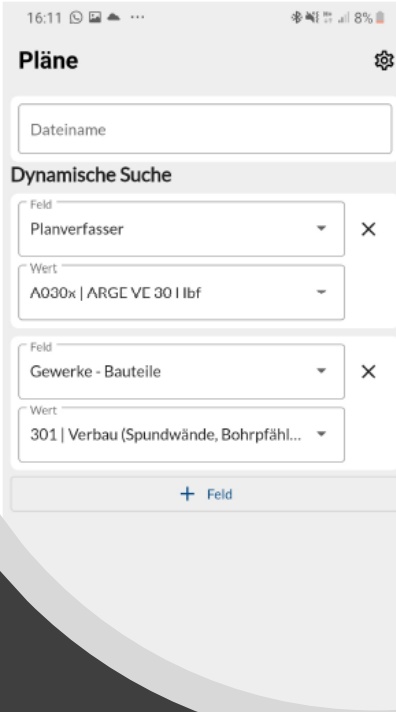 16:11 ... 8%
Pläne
Dateiname
Dynamische Suche
Feld
Planverfasser
Wert
A030x | ARGE VE 30
Feld
Gewerke - Bauteile
Wert
301 | Verbau (Spundwände, Bohrpfähl...
+ Feld